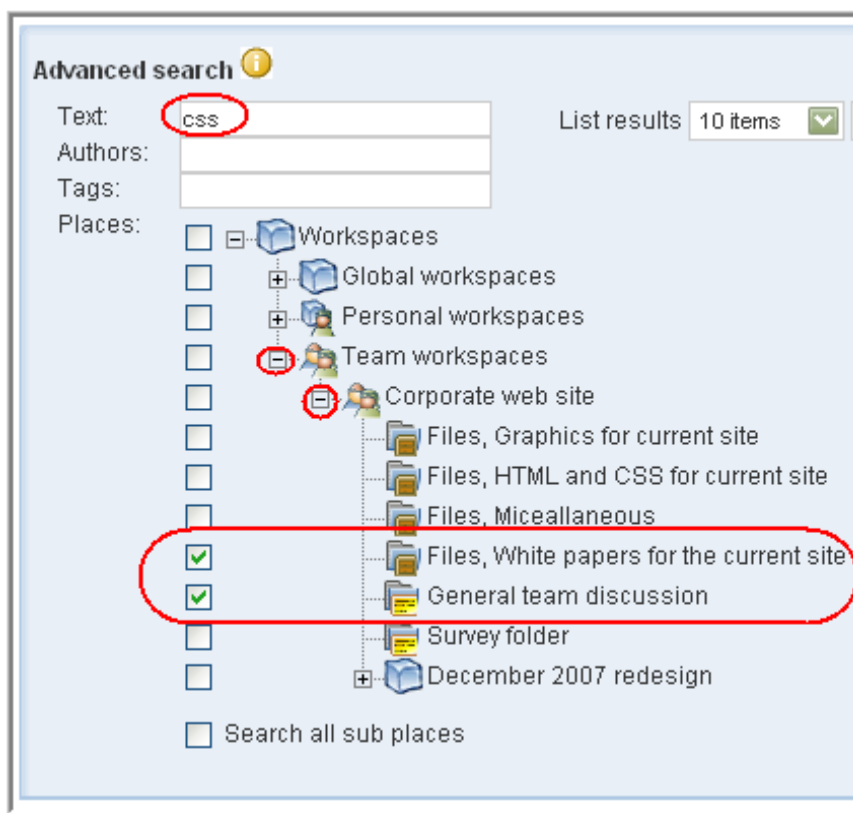 Advanced search
Text: css List results 10 items
Authors:
Tags:
Places:
Workspaces
Global workspaces
Personal workspaces
Team workspaces
Corporate web site
Files, Graphics for current site
Files, HTML and CSS for current site
Files, Miceallaneous
Files, White papers for the current site
General team discussion
Survey folder
December 2007 redesign
Search all sub places